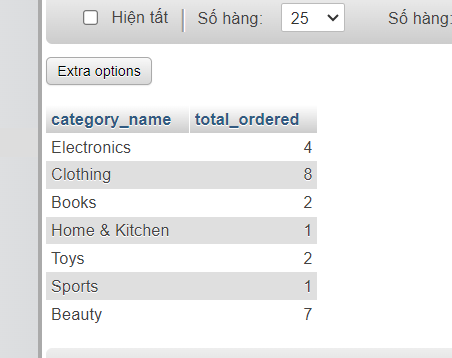 Hiện tất Số hàng: 25 Số hàng:
Extra options
category_name total_ordered
Electronics 4
Clothing 8
Books 2
Home & Kitchen 1
Toys 2
Sports 1
Beauty 7